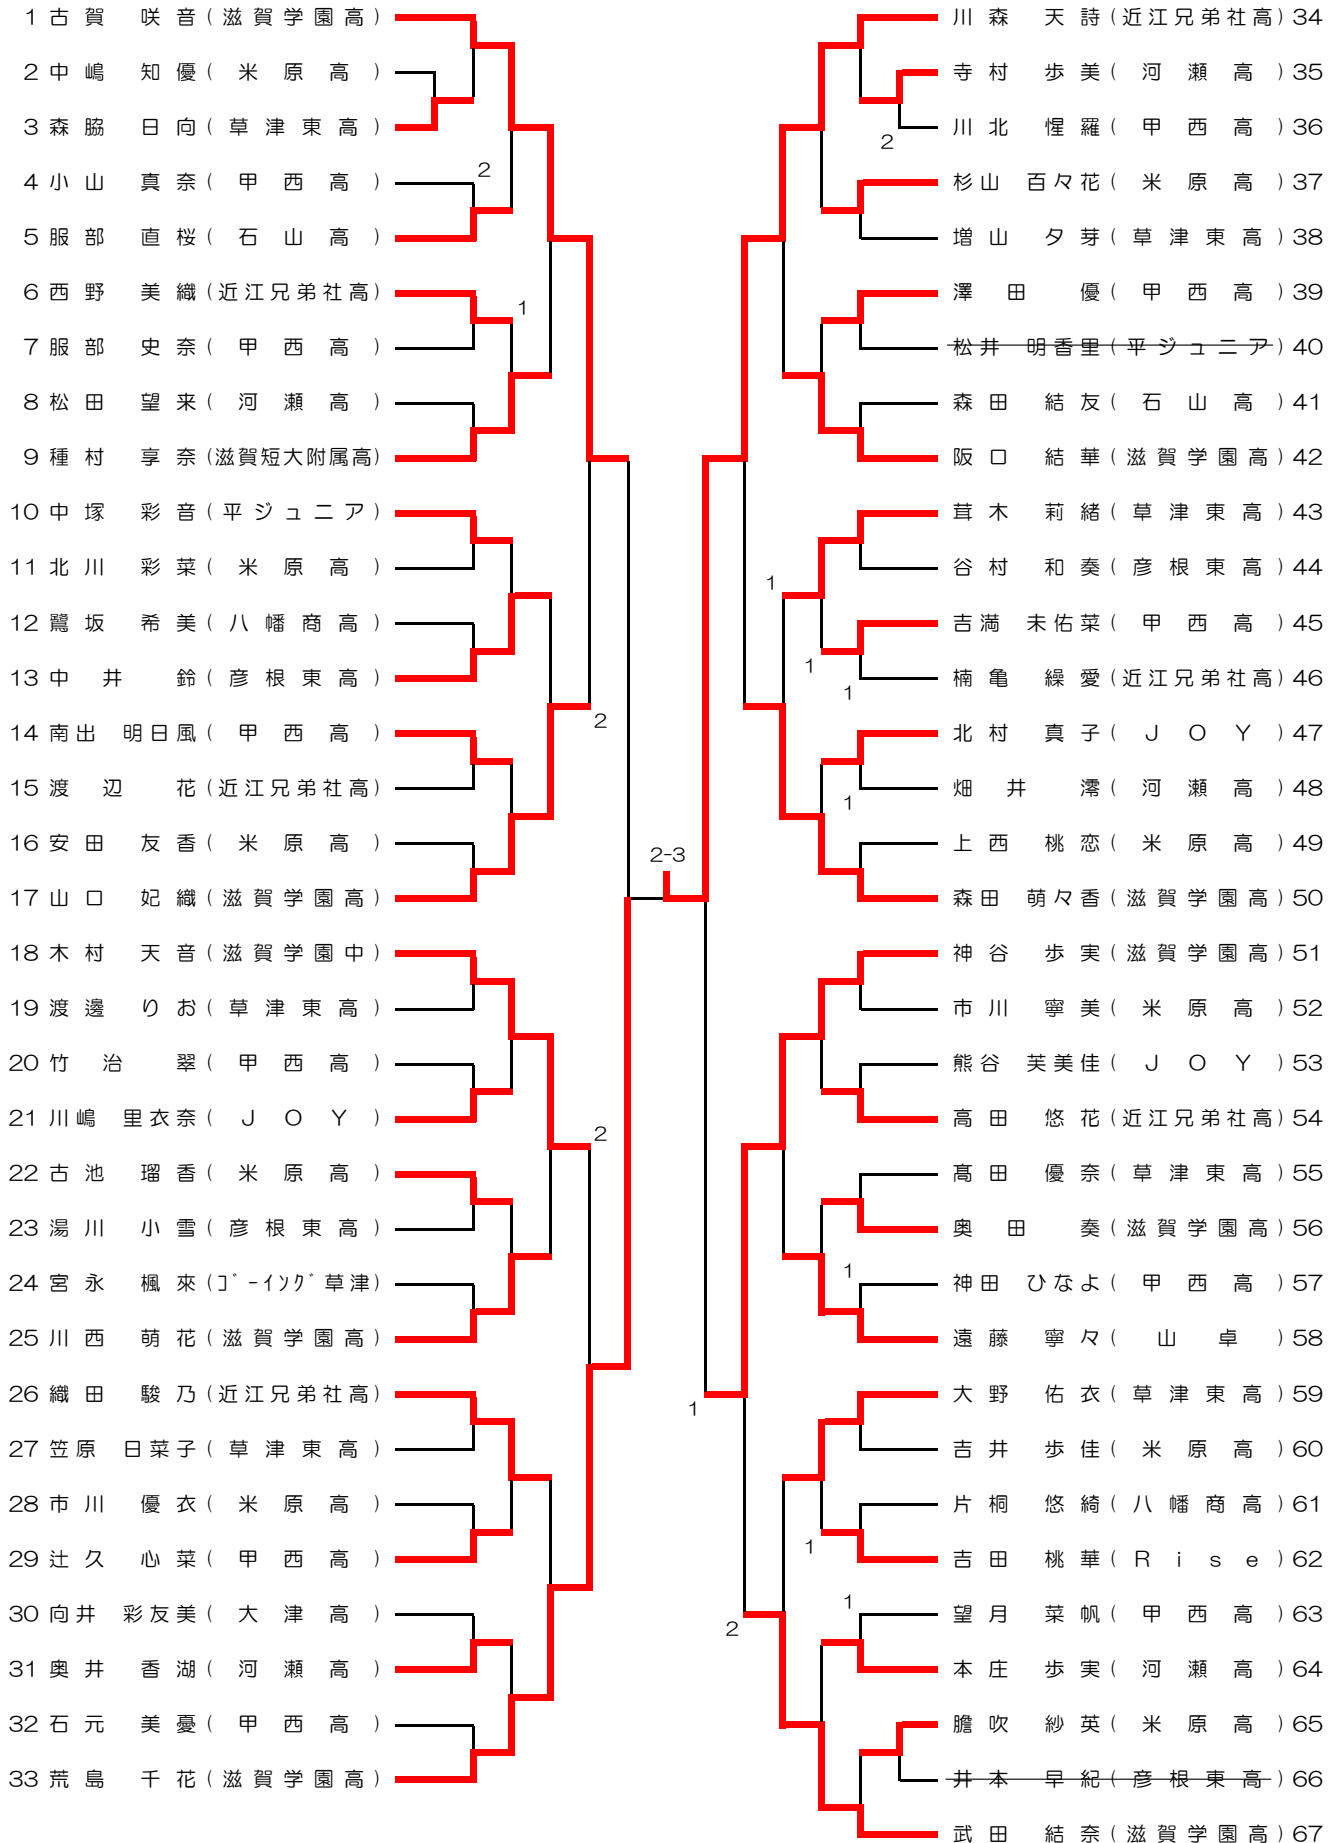 1 古賀 咲音 (滋賀学園高)
2 中嶋 知優 (米原高)
3 森脇 日向 (草津東高)
2
4 小山 真奈 (甲西高)
5 服部 直桜 (石山高)
6 西野 美織 (近江兄弟社高)
1
7 服部 史奈 (甲西高)
8 松田 望来 (河瀬高)
9 種村 享奈 (滋賀短大附属高)
10 中塚 彩音 (平ジュニア)
11 北川 彩菜 (米原高)
12 鷺坂 希美 (八幡商高)
13 中井 鈴 (彦根東高)
2
14 南出 明日風 (甲西高)
15 渡辺 花 (近江兄弟社高)
16 安田 友香 (米原高)
17 山口 妃織 (滋賀学園高)
18 木村 天音 (滋賀学園中)
19 渡邊 りお (草津東高)
20 竹治 翠 (甲西高)
21 川嶋 里衣奈 (JOY)
2
22 古池 瑠香 (米原高)
23 湯川 小雪 (彦根東高)
24 宮永 楓來 (ゴーイング草津)
25 川西 萌花 (滋賀学園高)
26 織田 駿乃 (近江兄弟社高)
27 笠原 日菜子 (草津東高)
28 市川 優衣 (米原高)
29 辻久 心菜 (甲西高)
30 向井 彩友美 (大津高)
31 奥井 香湖 (河瀬高)
32 石元 美憂 (甲西高)
33 荒島 千花 (滋賀学園高)
2-3
川森 天詩 (近江兄弟社高) 34
寺村 歩美 (河瀬高) 35
川北 惺羅 (甲西高) 36
2
杉山 百々花 (米原高) 37
増山 夕芽 (草津東高) 38
澤田 優 (甲西高) 39
松井 明香里 (平ジュニア) 40
森田 結友 (石山高) 41
阪口 結華 (滋賀学園高) 42
茸木 莉緒 (草津東高) 43
谷村 和奏 (彦根東高) 44
1
吉満 未佑菜 (甲西高) 45
1
楠亀 繰愛 (近江兄弟社高) 46
1
北村 真子 (JOY) 47
畑井 澪 (河瀬高) 48
1
上西 桃恋 (米原高) 49
森田 萌々香 (滋賀学園高) 50
神谷 歩実 (滋賀学園高) 51
市川 寧美 (米原高) 52
熊谷 芙美佳 (JOY) 53
高田 悠花 (近江兄弟社高) 54
髙田 優奈 (草津東高) 55
奥田 奏 (滋賀学園高) 56
1
神田 ひなよ (甲西高) 57
遠藤 寧々 (山卓) 58
大野 佑衣 (草津東高) 59
1
吉井 歩佳 (米原高) 60
片桐 悠綺 (八幡商高) 61
1
吉田 桃華 (Rise) 62
1
望月 菜帆 (甲西高) 63
2
本庄 歩実 (河瀬高) 64
膽吹 紗英 (米原高) 65
井本 早紀 (彦根東高) 66
武田 結奈 (滋賀学園高) 67